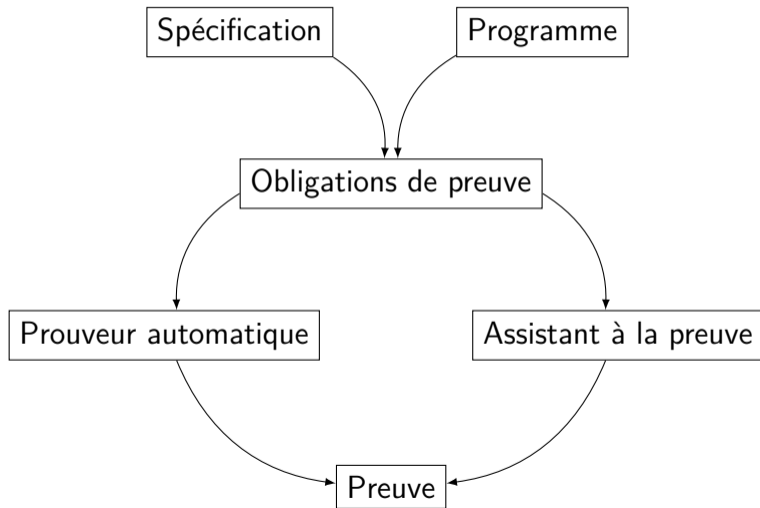 Spécification
Programme
Obligations de preuve
Prouveur automatique
Assistant à la preuve
Preuve